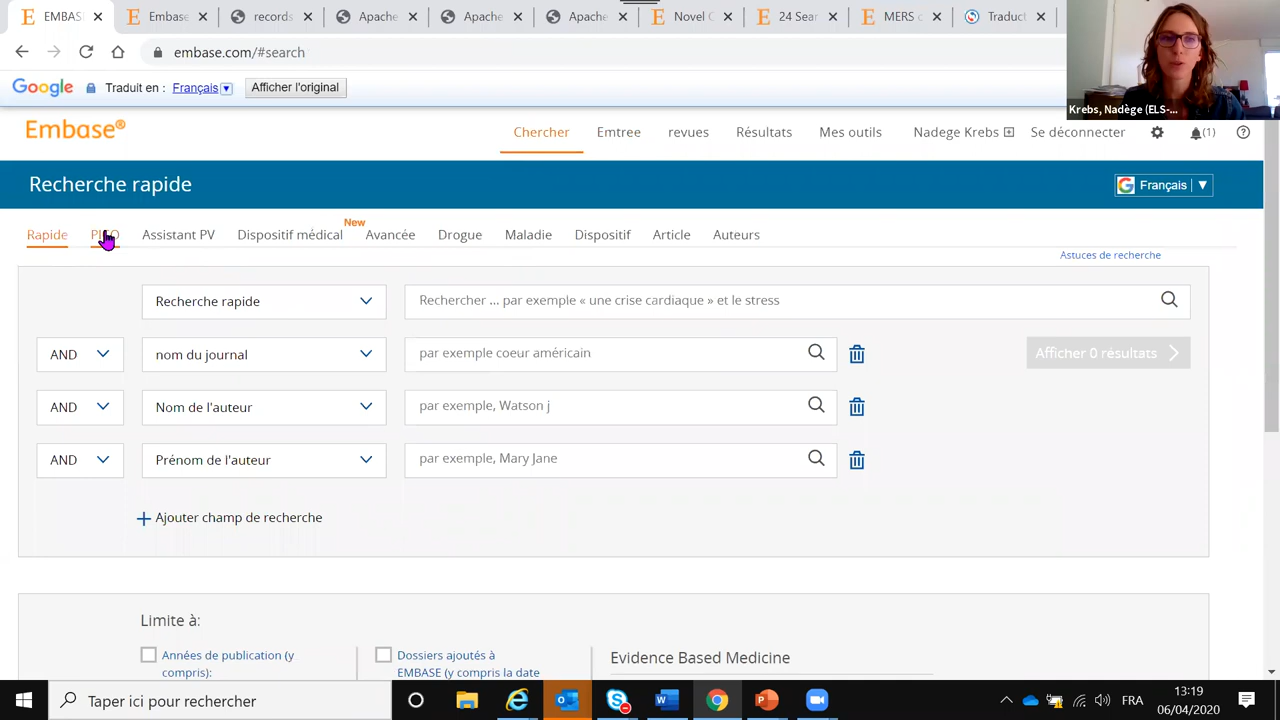 EMBAS
Embase
records
Apache
Apache
Apache
Novel C
24 Sear
MERS c
Traduct
embase.com/#search
Google
Traduit en :
Français
Afficher l'original
Krebs, Nadège (ELS-...
Embase®
Chercher
Emtree
revues
Résultats
Mes outils
Nadege Krebs
Se déconnecter
(1)
Recherche rapide
Français
Rapide
Assistant PV
Dispositif médical
New
Avancée
Drogue
Maladie
Dispositif
Article
Auteurs
Astuces de recherche
Recherche rapide
Rechercher ... par exemple « une crise cardiaque » et le stress
AND
nom du journal
par exemple coeur américain
Afficher 0 résultats
AND
Nom de l'auteur
par exemple, Watson j
AND
Prénom de l'auteur
par exemple, Mary Jane
Ajouter champ de recherche
Limite à:
Années de publication (y
compris):
Dossiers ajoutés à
EMBASE (y compris la date
Evidence Based Medicine
Taper ici pour rechercher
FRA
13:19
06/04/2020